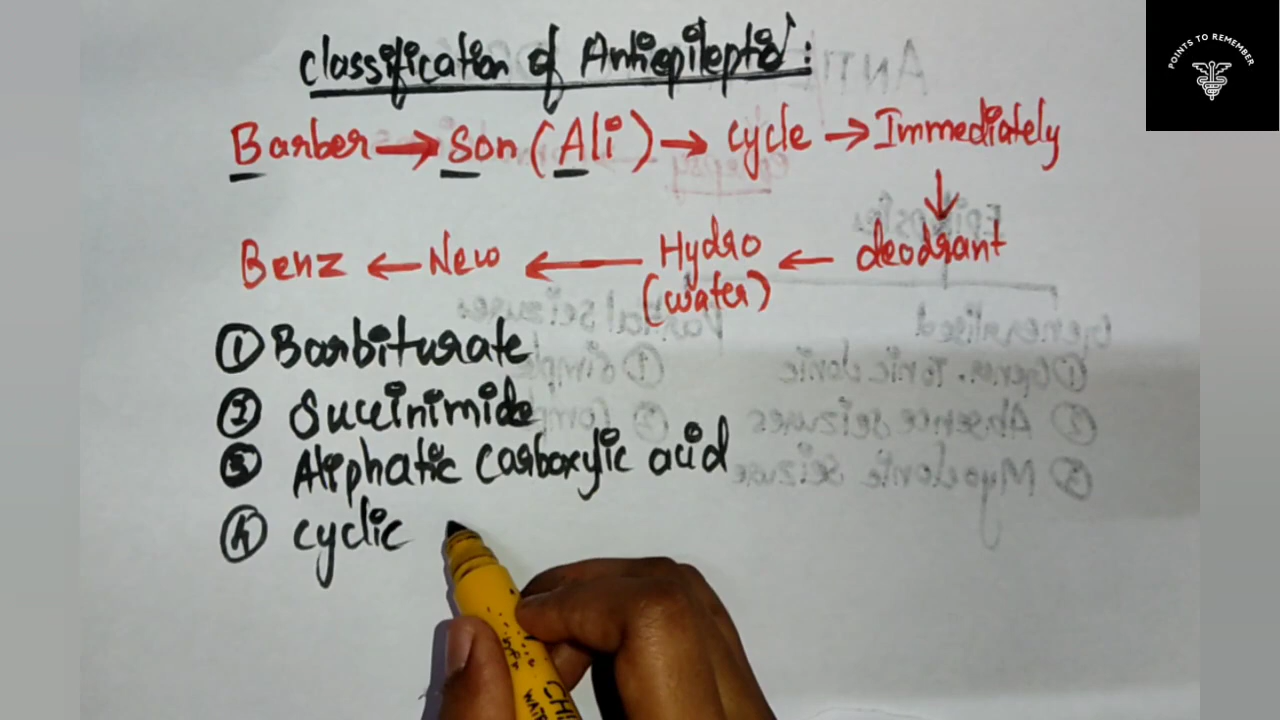 POINTS TO REMEMBER
Classification of Antiepileptic :
Barber → Son (Ali) → cycle → Immediately
↓
Benz ← New ← Hydro ← deodrant
(water)
① Barbiturate
② Succinimide
③ Aliphatic Carboxylic acid
④ cyclic